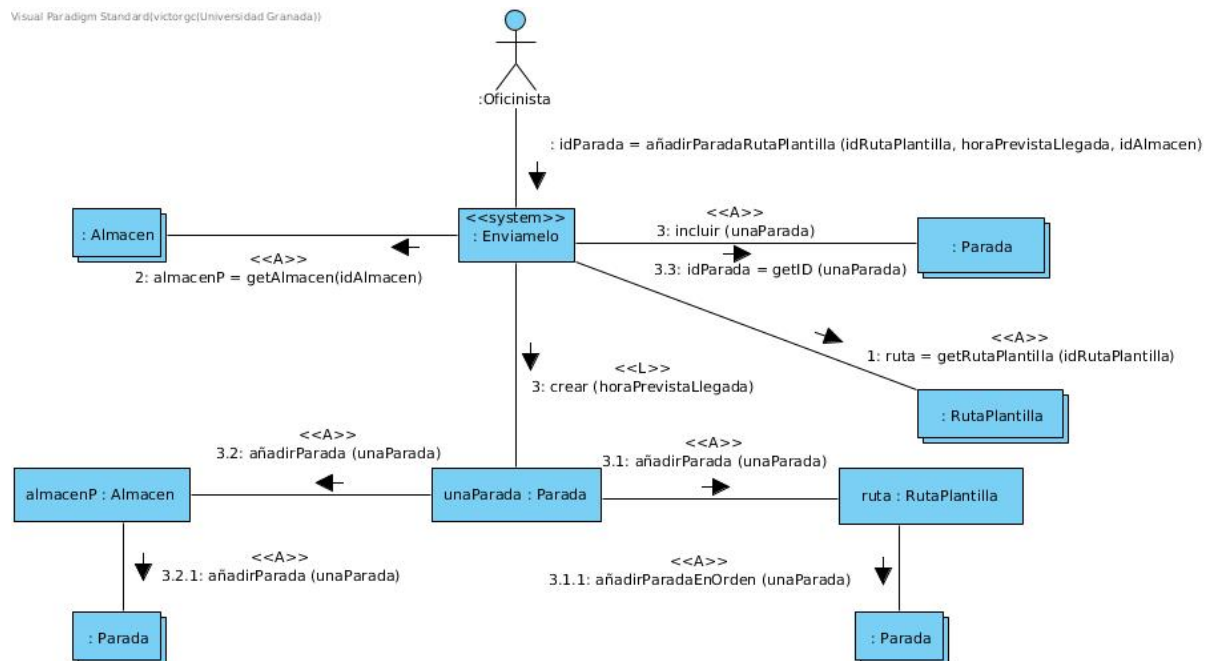 Visual Paradigm Standard(victorgc(Universidad Granada))
:Oficinista
: idParada = añadirParadaRutaPlantilla (idRutaPlantilla, horaPrevistaLlegada, idAlmacen)
<<system>>
: Enviamelo
: Almacen
<<A>>
2: almacenP = getAlmacen(idAlmacen)
<<A>>
3: incluir (unaParada)
3.3: idParada = getID (unaParada)
: Parada
<<A>>
1: ruta = getRutaPlantilla (idRutaPlantilla)
: RutaPlantilla
<<L>>
3: crear (horaPrevistaLlegada)
<<A>>
3.2: añadirParada (unaParada)
<<A>>
3.1: añadirParada (unaParada)
almacenP : Almacen
unaParada : Parada
ruta : RutaPlantilla
<<A>>
3.2.1: añadirParada (unaParada)
<<A>>
3.1.1: añadirParadaEnOrden (unaParada)
: Parada
: Parada